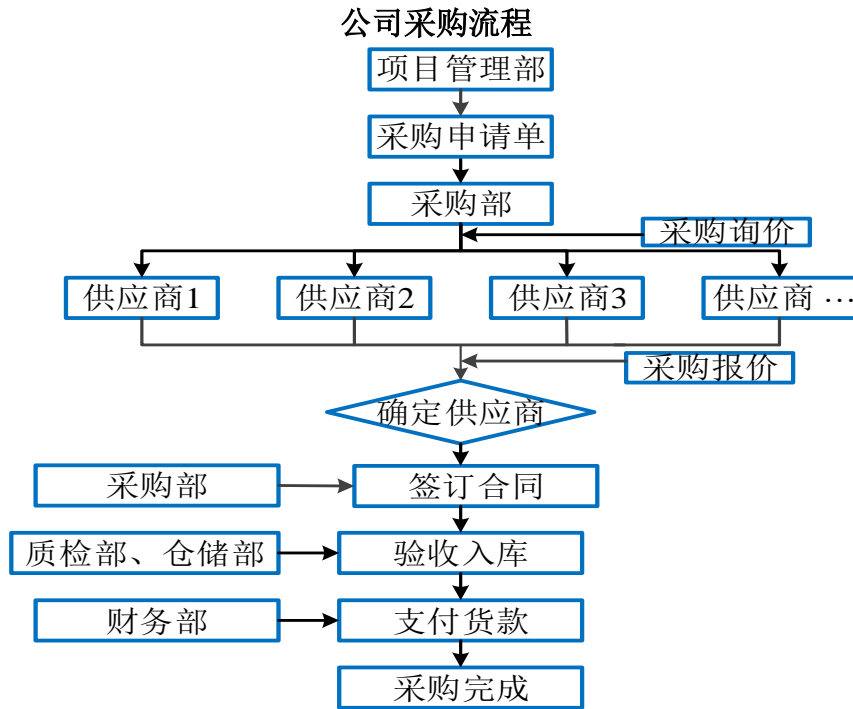 公司采购流程
项目管理部
采购申请单
采购部
采购询价
供应商1
供应商2
供应商3
供应商 …
采购报价
确定供应商
采购部
签订合同
质检部、仓储部
验收入库
财务部
支付货款
采购完成